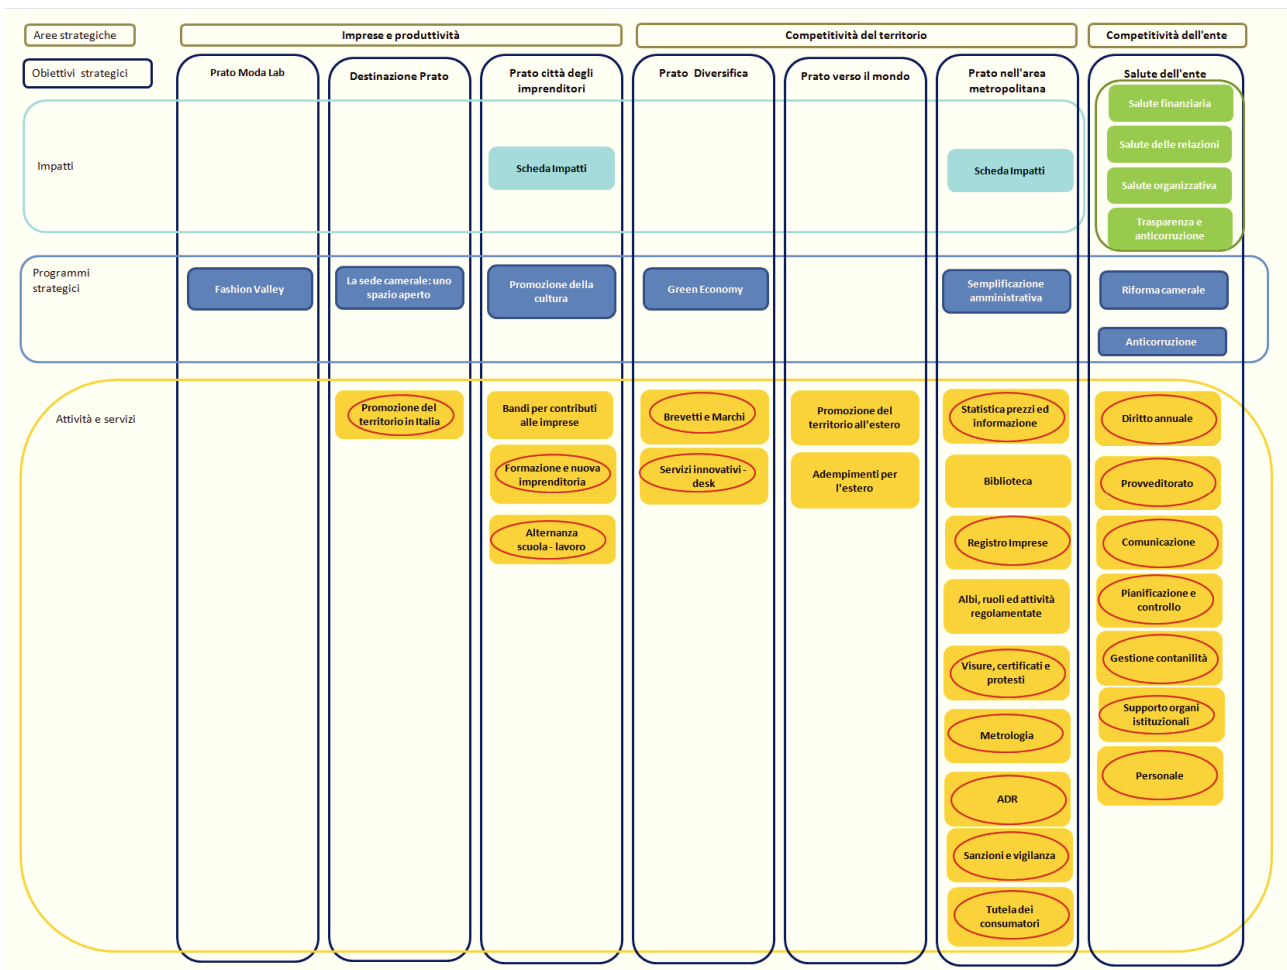 Aree strategiche
Imprese e produttività
Competitività del territorio
Competitività dell'ente
Obiettivi strategici
Prato Moda Lab
Destinazione Prato
Prato città degli
imprenditori
Prato Diversifica
Prato verso il mondo
Prato nell'area
metropolitana
Salute dell'ente
Impatti
Scheda Impatti
Scheda Impatti
Salute finanziaria
Salute delle relazioni
Salute organizzativa
Trasparenza e
anticorruzione
Programmi
strategici
Fashion Valley
La sede camerale: uno
spazio aperto
Promozione della
cultura
Green Economy
Semplificazione
amministrativa
Riforma camerale
Anticorruzione
Attività e servizi
Promozione del
territorio in Italia
Bandi per contributi
alle imprese
Formazione e nuova
imprenditoria
Alternanza
scuola - lavoro
Brevetti e Marchi
Servizi innovativi -
desk
Promozione del
territorio all'estero
Adempimenti per
l'estero
Statistica prezzi ed
informazione
Biblioteca
Registro Imprese
Albi, ruoli ed attività
regolamentate
Visure, certificati e
protesti
Metrologia
ADR
Sanzioni e vigilanza
Tutela dei
consumatori
Diritto annuale
Provveditorato
Comunicazione
Pianificazione e
controllo
Gestione contanilità
Supporto organi
istituzionali
Personale